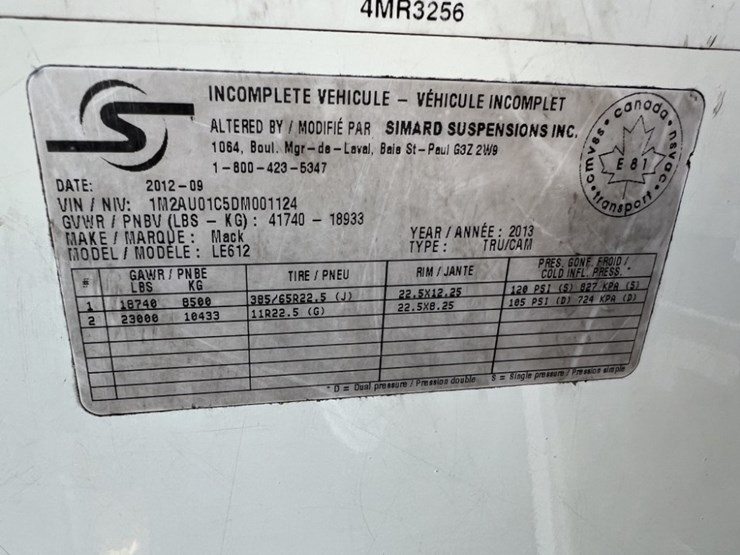 4MR3256
INCOMPLETE VEHICULE - VÉHICULE INCOMPLET
ALTERED BY / MODIFIÉ PAR SIMARD SUSPENSIONS INC.
1064, Boul. Mgr-de-Laval, Baie St-Paul G3Z 2W9
1-800-423-5347
canada • nsvac • transport • cmvss
E 81
DATE: 2012-09
VIN / NIV: 1M2AU01C5DM001124
GVWR / PNBV (LBS - KG): 41740 - 18933
MAKE / MARQUE: Mack YEAR / ANNÉE: 2013
MODEL / MODÈLE: LE612 TYPE: TRU/CAM
# GAWR / PNBE TIRE / PNEU RIM / JANTE PRES. GONF. FROID /
LBS KG COLD INFL. PRESS. *
1 18740 8500 385/65R22.5 (J) 22.5X12.25 120 PSI (S) 827 KPA (S)
2 23000 10433 11R22.5 (G) 22.5X8.25 105 PSI (D) 724 KPA (D)
* D = Dual pressure / Pression double S = Single pressure / Pression simple